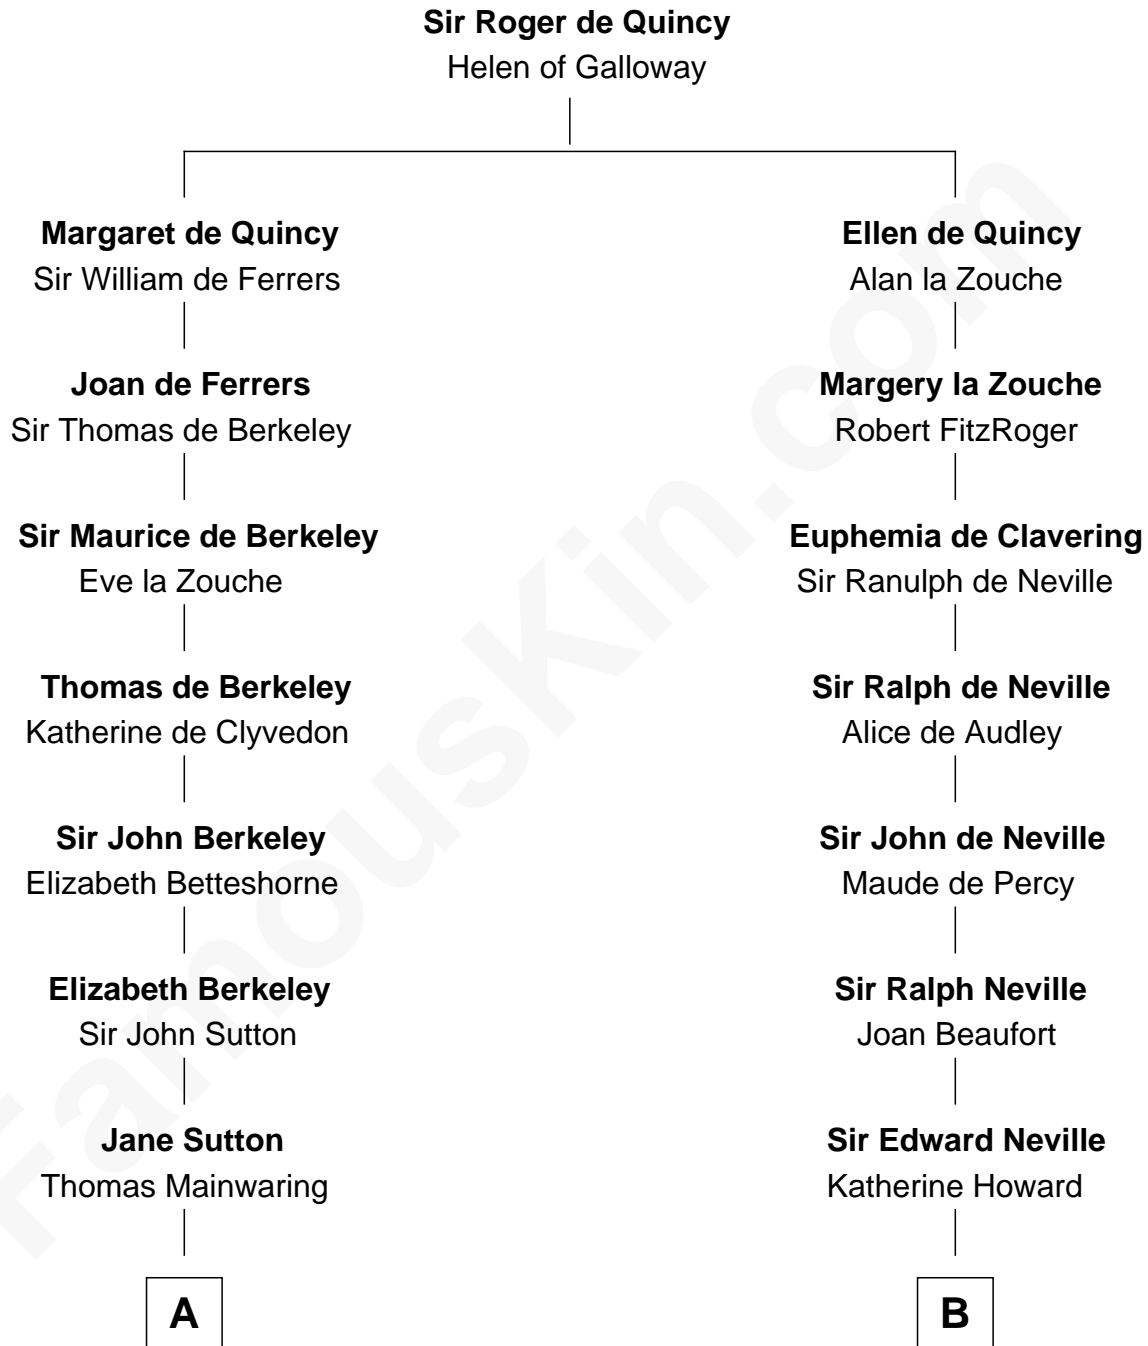 Sir Roger de Quincy
Helen of Galloway
Margaret de Quincy
Sir William de Ferrers
Ellen de Quincy
Alan la Zouche
Joan de Ferrers
Sir Thomas de Berkeley
Margery la Zouche
Robert FitzRoger
Sir Maurice de Berkeley
Eve la Zouche
Euphemia de Clavering
Sir Ranulph de Neville
Thomas de Berkeley
Katherine de Clyvedon
Sir Ralph de Neville
Alice de Audley
Sir John Berkeley
Elizabeth Betteshorne
Sir John de Neville
Maude de Percy
Elizabeth Berkeley
Sir John Sutton
Sir Ralph Neville
Joan Beaufort
Jane Sutton
Thomas Mainwaring
Sir Edward Neville
Katherine Howard
A
B
FamousKin.com